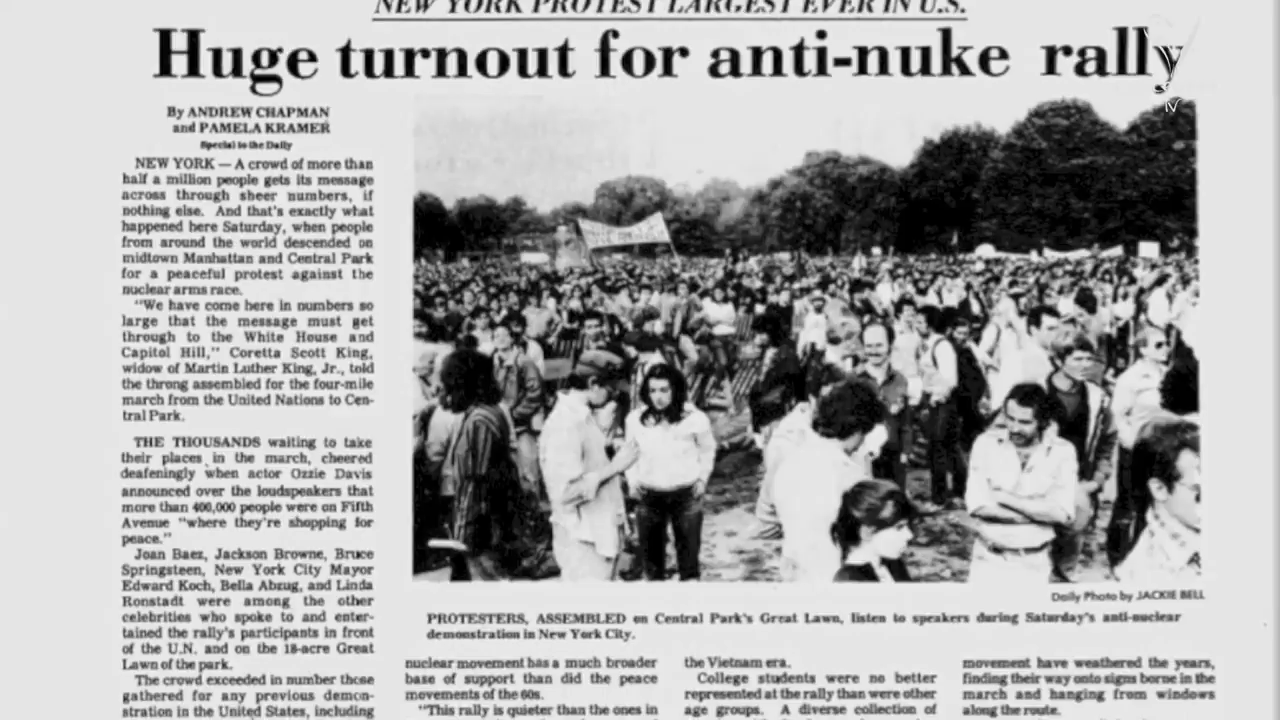 NEW YORK PROTEST LARGEST EVER IN U.S.
Huge turnout for anti-nuke rally
By ANDREW CHAPMAN
and PAMELA KRAMER
Special to the Daily
NEW YORK — A crowd of more than
half a million people gets its message
across through sheer numbers, if
nothing else. And that's exactly what
happened here Saturday, when people
from around the world descended on
midtown Manhattan and Central Park
for a peaceful protest against the
nuclear arms race.
"We have come here in numbers so
large that the message must get
through to the White House and
Capitol Hill," Coretta Scott King,
widow of Martin Luther King, Jr., told
the throng assembled for the four-mile
march from the United Nations to Cen-
tral Park.
THE THOUSANDS waiting to take
their places in the march, cheered
deafeningly when actor Ozzie Davis
announced over the loudspeakers that
more than 400,000 people were on Fifth
Avenue "where they're shopping for
peace."
Joan Baez, Jackson Browne, Bruce
Springsteen, New York City Mayor
Edward Koch, Bella Abzug, and Linda
Ronstadt were among the other
celebrities who spoke to and enter-
tained the rally's participants in front
of the U.N. and on the 18-acre Great
Lawn of the park.
The crowd exceeded in number those
gathered for any previous demon-
stration in the United States, including
Daily Photo by JACKIE BELL
PROTESTERS, ASSEMBLED on Central Park's Great Lawn, listen to speakers during Saturday's anti-nuclear
demonstration in New York City.
nuclear movement has a much broader
base of support than did the peace
movements of the 60s.
"This rally is quieter than the ones in
the Vietnam era.
College students were no better
represented at the rally than were other
age groups. A diverse collection of
movement have weathered the years,
finding their way onto signs borne in the
march and hanging from windows
along the route.
TV